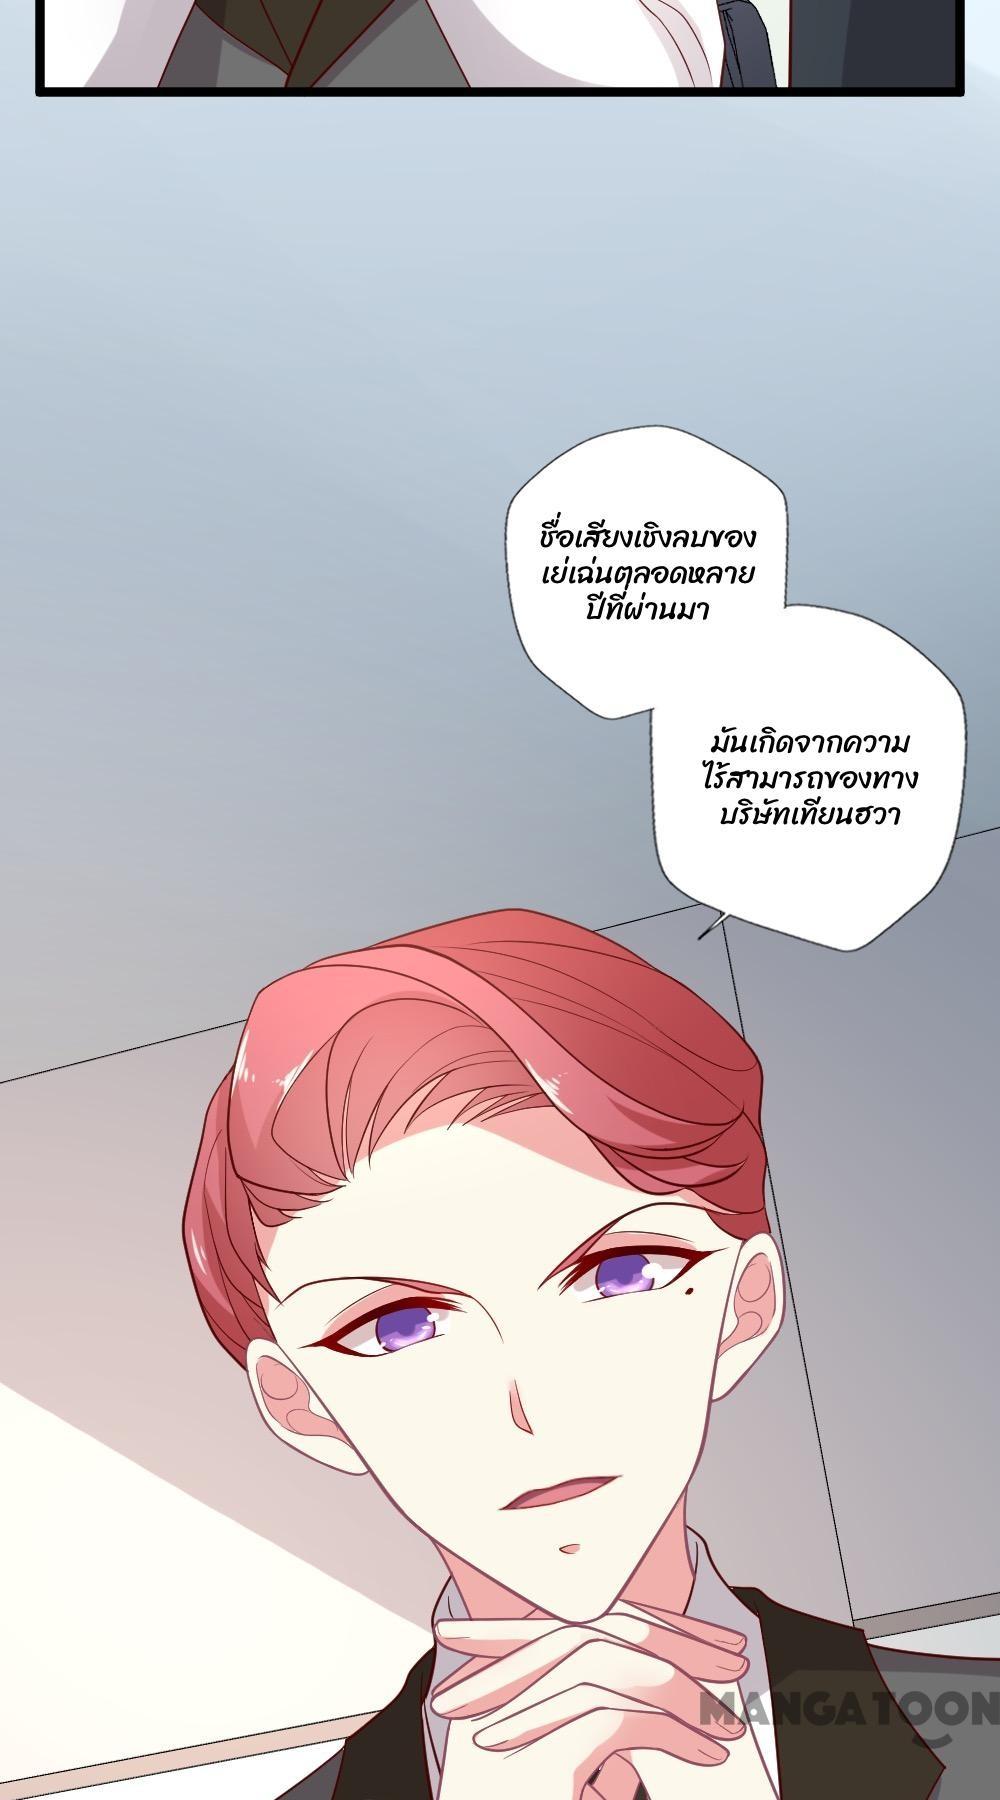 ชื่อเสียงเชิงลบของ
เย่เฉ่นตลอดหลาย
ปีที่ผ่านมา
มันเกิดจากความ
ไร้สามารถของทาง
บริษัทเทียนฮวา
MANGATOON